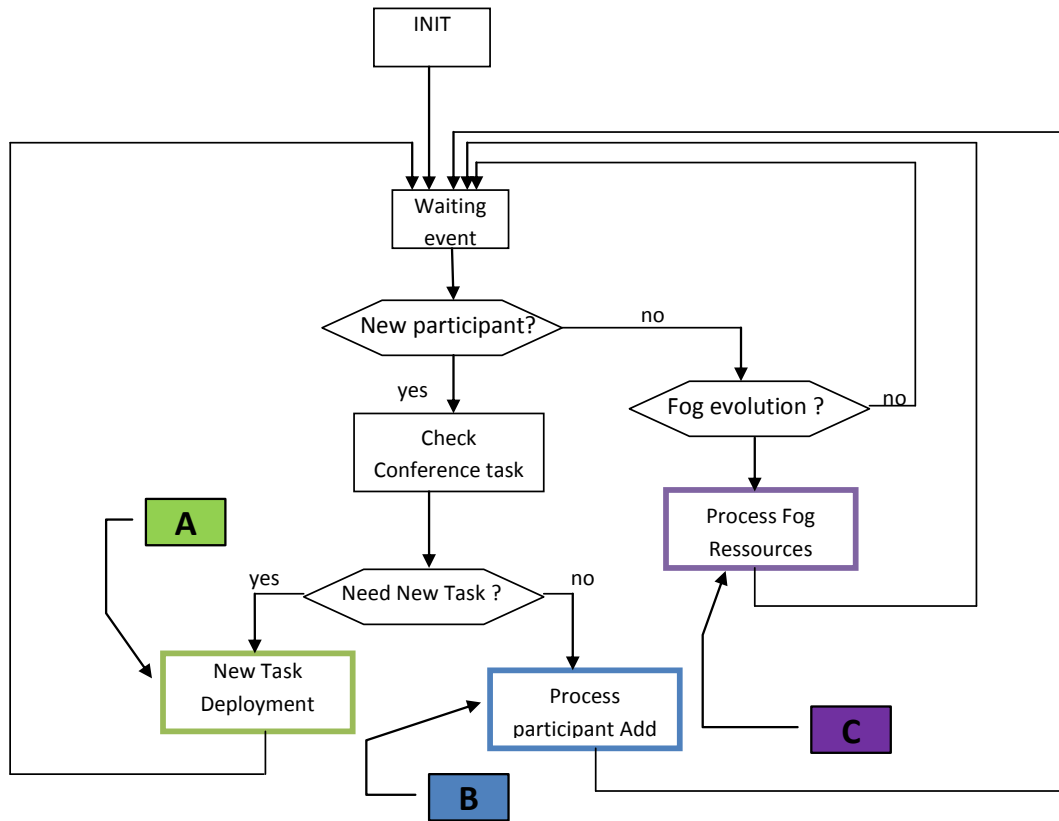 INIT
Waiting
event
New participant?
no
yes
Fog evolution ?
no
Check
Conference task
A
Process Fog
Ressources
yes
Need New Task ?
no
New Task
Deployment
Process
participant Add
C
B